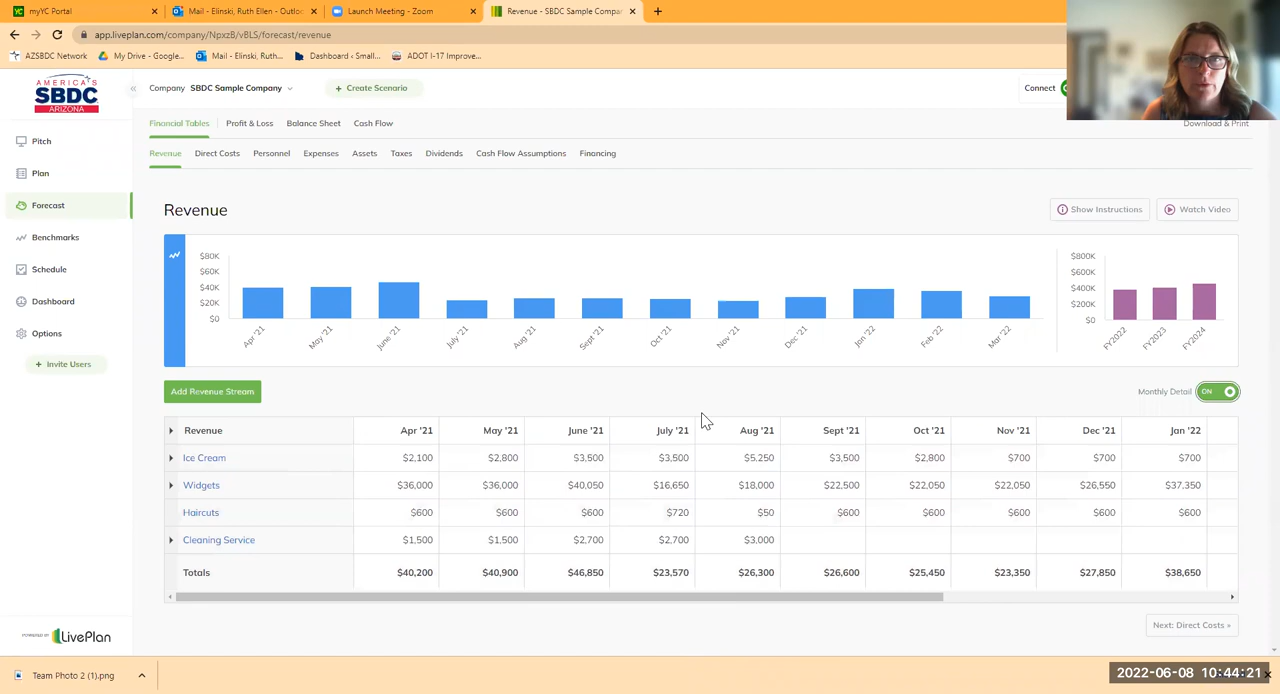 myYC Portal
Mail - Elinski, Ruth Ellen - Outlo
Launch Meeting - Zoom
Revenue - SBDC Sample Compa
app.liveplan.com/company/NpxzB/vBLS/forecast/revenue
AZSBDC Network
My Drive - Google...
Mail - Elinski, Ruth...
Dashboard ‹ Small...
ADOT I-17 Improve...
AMERICA'S
SBDC
ARIZONA
Company SBDC Sample Company
+ Create Scenario
Connect
Financial Tables Profit & Loss Balance Sheet Cash Flow
Download & Print
Revenue Direct Costs Personnel Expenses Assets Taxes Dividends Cash Flow Assumptions Financing
Pitch
Plan
Forecast
Benchmarks
Schedule
Dashboard
Options
+ Invite Users
Revenue
Show Instructions
Watch Video
$80K
$60K
$40K
$20K
$0
Apr '21 May '21 June '21 July '21 Aug '21 Sept '21 Oct '21 Nov '21 Dec '21 Jan '22 Feb '22 Mar '22
$800K
$600K
$400K
$200K
$0
FY2022 FY2023 FY2024
Add Revenue Stream
Monthly Detail ON
Revenue Apr '21 May '21 June '21 July '21 Aug '21 Sept '21 Oct '21 Nov '21 Dec '21 Jan '22
Ice Cream $2,100 $2,800 $3,500 $3,500 $5,250 $3,500 $2,800 $700 $700 $700
Widgets $36,000 $36,000 $40,050 $16,650 $18,000 $22,500 $22,050 $22,050 $26,550 $37,350
Haircuts $600 $600 $600 $720 $50 $600 $600 $600 $600 $600
Cleaning Service $1,500 $1,500 $2,700 $2,700 $3,000
Totals $40,200 $40,900 $46,850 $23,570 $26,300 $26,600 $25,450 $23,350 $27,850 $38,650
Next: Direct Costs »
POWERED BY LivePlan
Team Photo 2 (1).png
2022-06-08 10:44:21